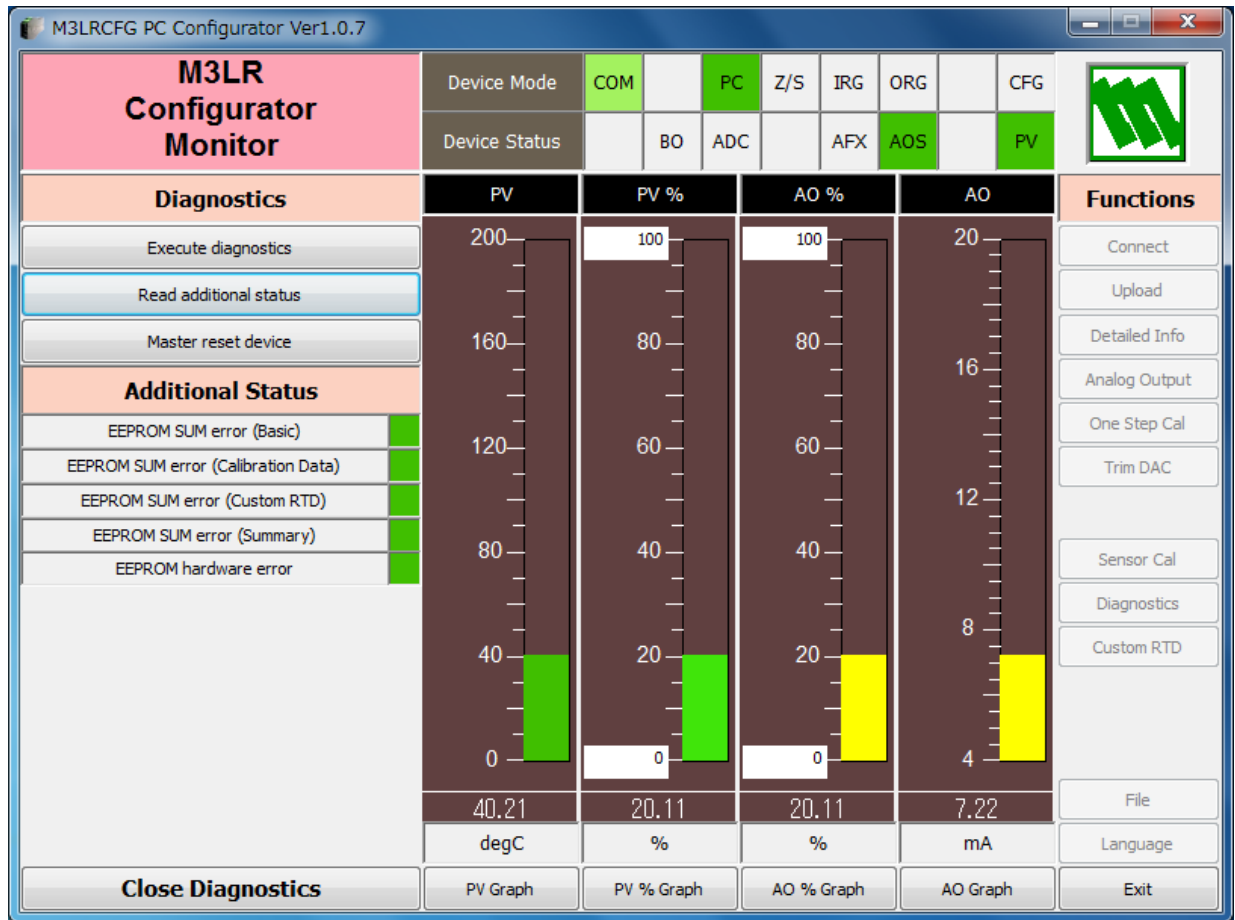 M3LRCFG PC Configurator Ver1.0.7
M3LR
Configurator
Monitor
Device Mode COM PC Z/S IRG ORG CFG
Device Status BO ADC AFX AOS PV
Diagnostics
Execute diagnostics
Read additional status
Master reset device
Additional Status
EEPROM SUM error (Basic)
EEPROM SUM error (Calibration Data)
EEPROM SUM error (Custom RTD)
EEPROM SUM error (Summary)
EEPROM hardware error
Close Diagnostics
PV
200
160
120
80
40
0
40.21
degC
PV Graph
PV %
100
80
60
40
20
0
20.11
%
PV % Graph
AO %
100
80
60
40
20
0
20.11
%
AO % Graph
AO
20
16
12
8
4
7.22
mA
AO Graph
Functions
Connect
Upload
Detailed Info
Analog Output
One Step Cal
Trim DAC
Sensor Cal
Diagnostics
Custom RTD
File
Language
Exit